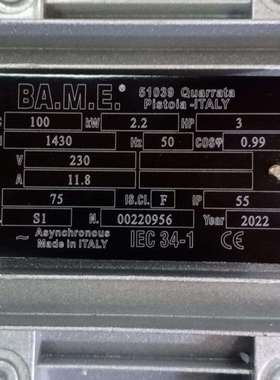 BA.M.E.® 51039 Quarrata
Pistoia -ITALY
100 kW 2.2 HP 3
1430 Hz 50 COSφ 0.99
V 230
A 11.8
75 IS.Cl. F IP 55
S1 N. 00220956 Year 2022
~ Asynchronous
Made in ITALY IEC 34-1 CE